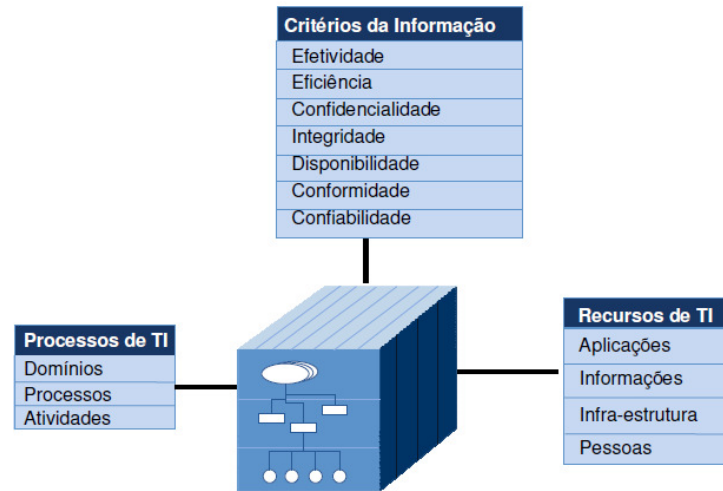 Critérios da Informação
Efetividade
Eficiência
Confidencialidade
Integridade
Disponibilidade
Conformidade
Confiabilidade
Processos de TI
Domínios
Processos
Atividades
Recursos de TI
Aplicações
Informações
Infra-estrutura
Pessoas